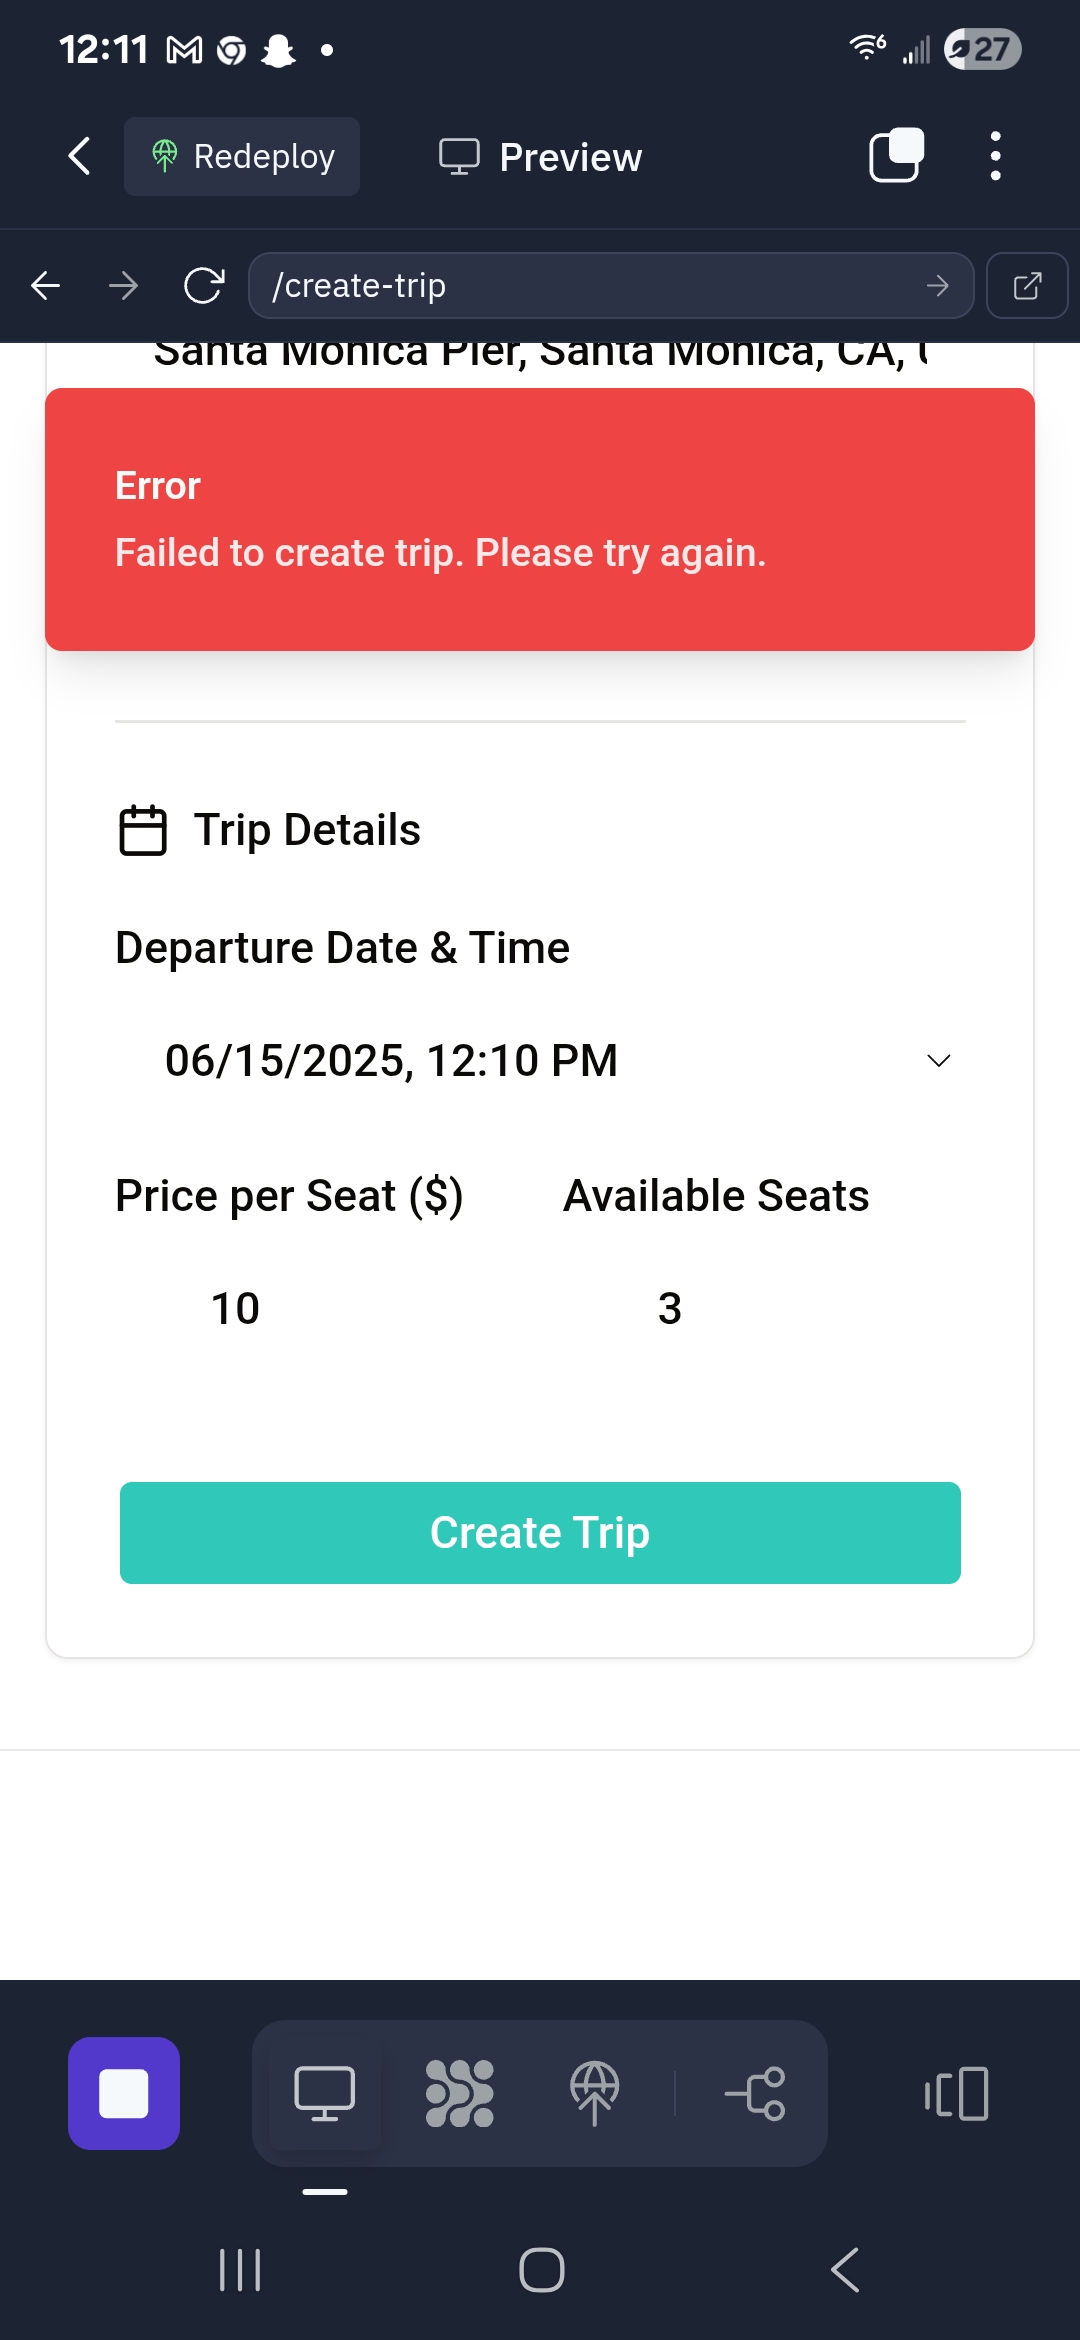 12:11
6
27
Redeploy
Preview
/create-trip
Santa Monica Pier, Santa Monica, CA,
Error
Failed to create trip. Please try again.
Trip Details
Departure Date & Time
06/15/2025, 12:10 PM
Price per Seat ($)
Available Seats
10
3
Create Trip